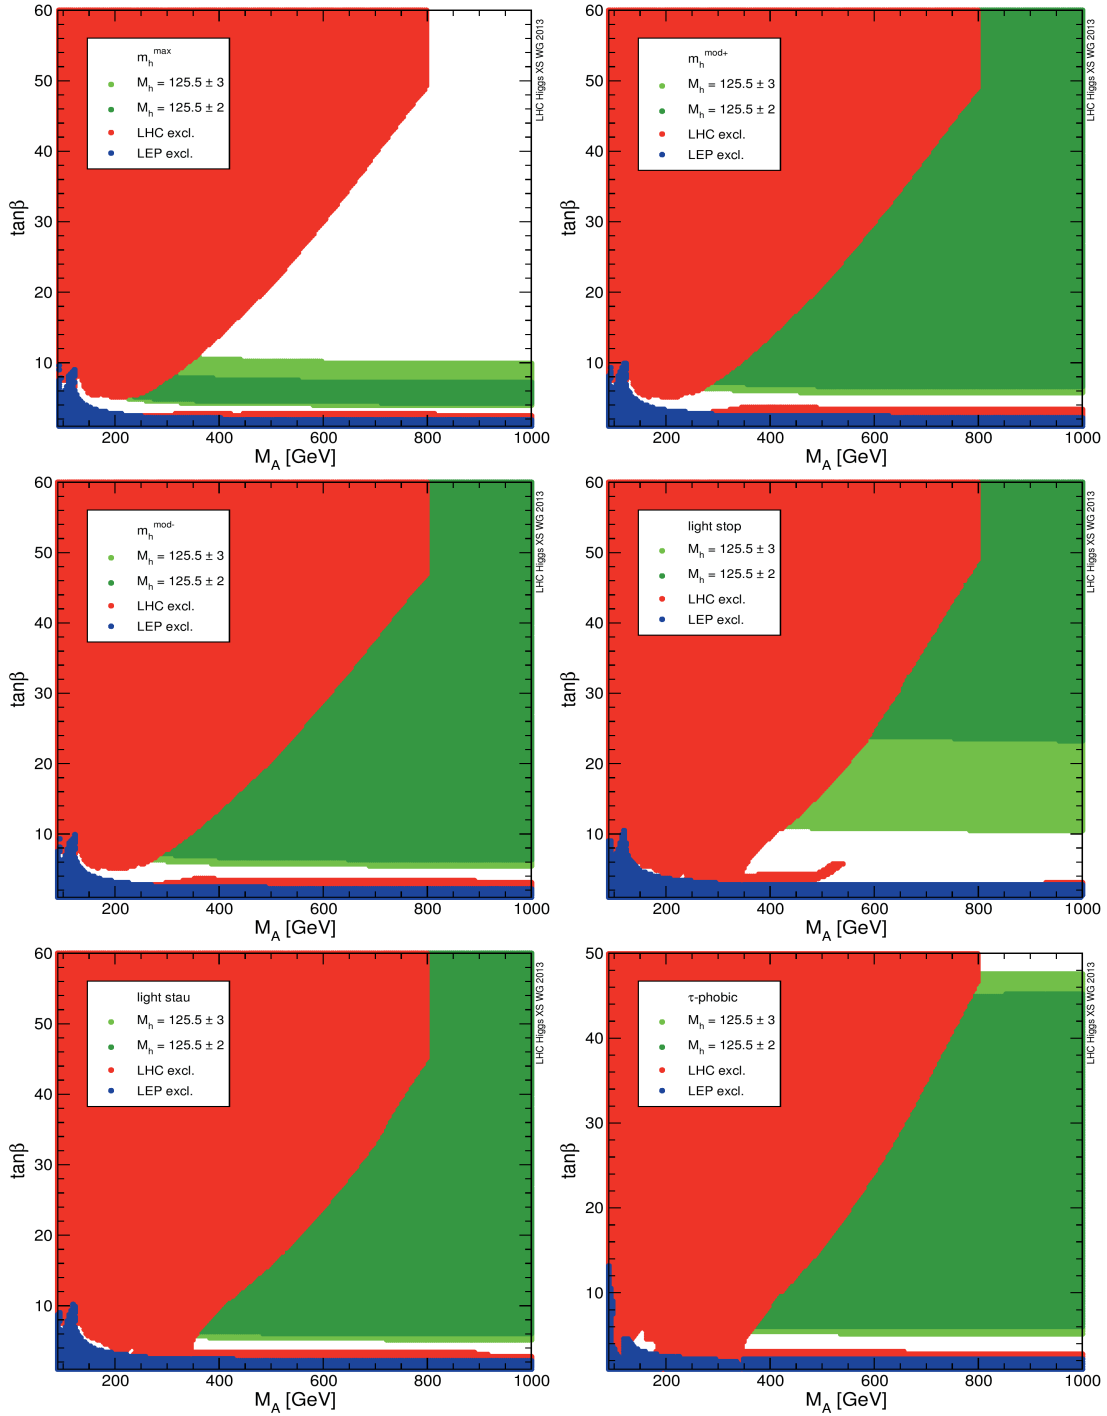 60
50
40
30
20
10
tanβ
m_h^max
M_h = 125.5 ± 3
M_h = 125.5 ± 2
LHC excl.
LEP excl.
LHC Higgs XS WG 2013
200 400 600 800 1000
M_A [GeV]
60
50
40
30
20
10
tanβ
m_h^mod+
M_h = 125.5 ± 3
M_h = 125.5 ± 2
LHC excl.
LEP excl.
LHC Higgs XS WG 2013
200 400 600 800 1000
M_A [GeV]
60
50
40
30
20
10
tanβ
m_h^mod-
M_h = 125.5 ± 3
M_h = 125.5 ± 2
LHC excl.
LEP excl.
LHC Higgs XS WG 2013
200 400 600 800 1000
M_A [GeV]
60
50
40
30
20
10
tanβ
light stop
M_h = 125.5 ± 3
M_h = 125.5 ± 2
LHC excl.
LEP excl.
LHC Higgs XS WG 2013
200 400 600 800 1000
M_A [GeV]
60
50
40
30
20
10
tanβ
light stau
M_h = 125.5 ± 3
M_h = 125.5 ± 2
LHC excl.
LEP excl.
LHC Higgs XS WG 2013
200 400 600 800 1000
M_A [GeV]
50
40
30
20
10
tanβ
τ-phobic
M_h = 125.5 ± 3
M_h = 125.5 ± 2
LHC excl.
LEP excl.
LHC Higgs XS WG 2013
200 400 600 800 1000
M_A [GeV]